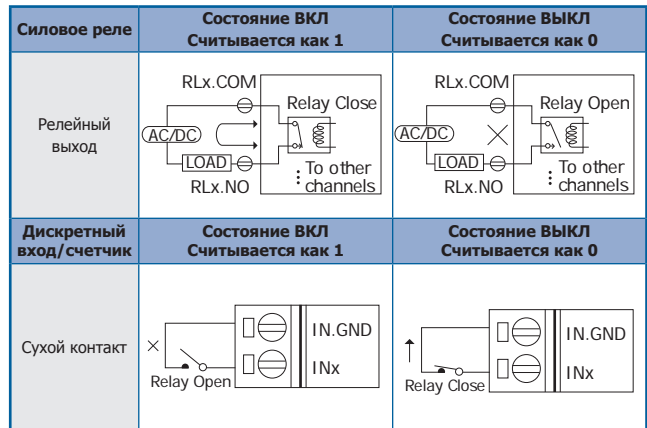 Силовое реле
Состояние ВКЛ
Считывается как 1
Состояние ВЫКЛ
Считывается как 0
Релейный
выход
RLx.COM
Relay Close
AC/DC
LOAD
To other
channels
RLx.NO
RLx.COM
Relay Open
AC/DC
LOAD
To other
channels
RLx.NO
Дискретный
вход/счетчик
Состояние ВКЛ
Считывается как 1
Состояние ВЫКЛ
Считывается как 0
Сухой контакт
IN.GND
INx
Relay Open
IN.GND
INx
Relay Close